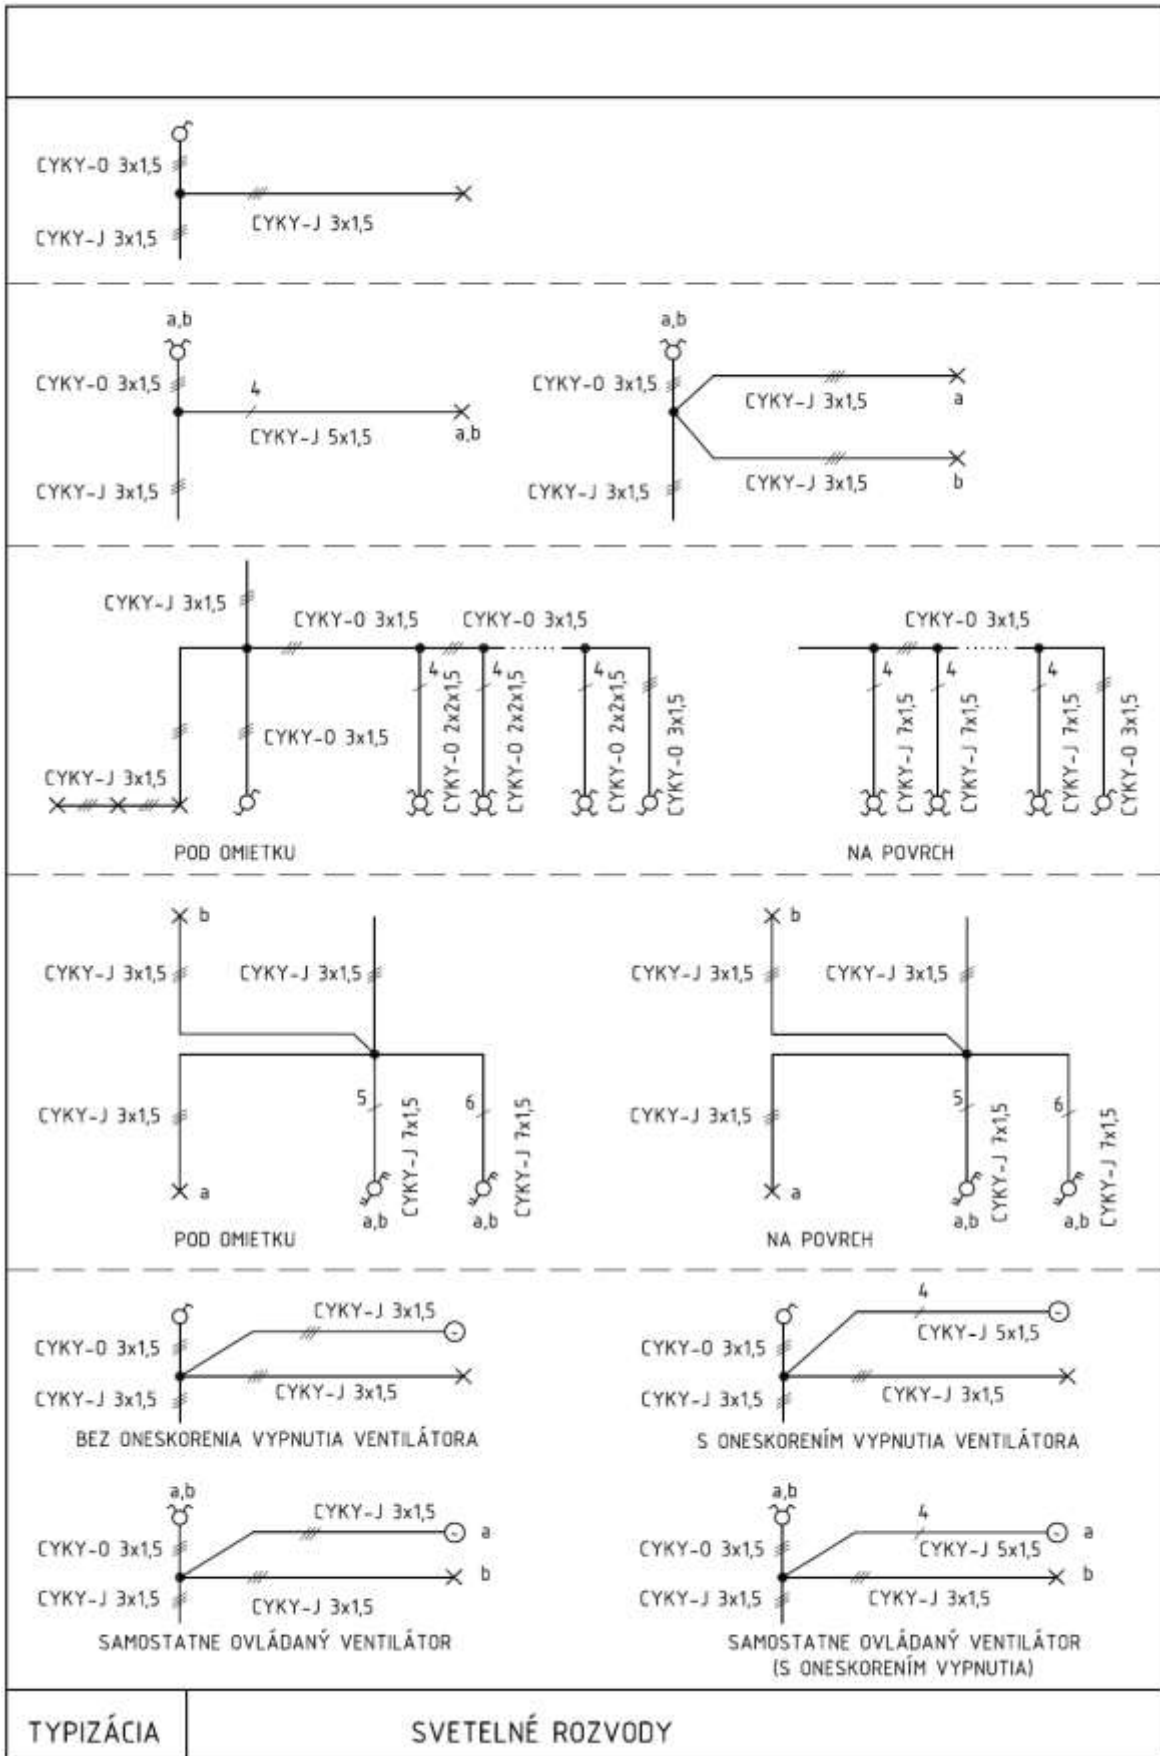 CYKY-O 3x1,5
CYKY-J 3x1,5
CYKY-J 3x1,5
a,b
CYKY-O 3x1,5
4
CYKY-J 5x1,5
a,b
CYKY-J 3x1,5
a,b
CYKY-O 3x1,5
CYKY-J 3x1,5
a
CYKY-J 3x1,5
CYKY-J 3x1,5
b
CYKY-J 3x1,5
CYKY-O 3x1,5
CYKY-O 3x1,5
4
CYKY-O 2x2x1,5
4
CYKY-O 2x2x1,5
4
CYKY-O 2x2x1,5
CYKY-O 3x1,5
CYKY-O 3x1,5
CYKY-J 3x1,5
POD OMIETKU
CYKY-O 3x1,5
4
CYKY-J 7x1,5
4
CYKY-J 7x1,5
4
CYKY-J 7x1,5
CYKY-O 3x1,5
NA POVRCH
b
CYKY-J 3x1,5
CYKY-J 3x1,5
CYKY-J 3x1,5
5
CYKY-J 7x1,5
6
CYKY-J 7x1,5
a
a,b
a,b
POD OMIETKU
b
CYKY-J 3x1,5
CYKY-J 3x1,5
CYKY-J 3x1,5
5
CYKY-J 7x1,5
6
CYKY-J 7x1,5
a
a,b
a,b
NA POVRCH
CYKY-J 3x1,5
CYKY-O 3x1,5
CYKY-J 3x1,5
CYKY-J 3x1,5
BEZ ONESKORENIA VYPNUTIA VENTILÁTORA
4
CYKY-J 5x1,5
CYKY-O 3x1,5
CYKY-J 3x1,5
CYKY-J 3x1,5
S ONESKORENÍM VYPNUTIA VENTILÁTORA
a,b
CYKY-J 3x1,5
a
CYKY-O 3x1,5
b
CYKY-J 3x1,5
CYKY-J 3x1,5
SAMOSTATNE OVLÁDANÝ VENTILÁTOR
a,b
4
a
CYKY-O 3x1,5
CYKY-J 5x1,5
b
CYKY-J 3x1,5
CYKY-J 3x1,5
SAMOSTATNE OVLÁDANÝ VENTILÁTOR
(S ONESKORENÍM VYPNUTIA)
TYPIZÁCIA
SVETELNÉ ROZVODY